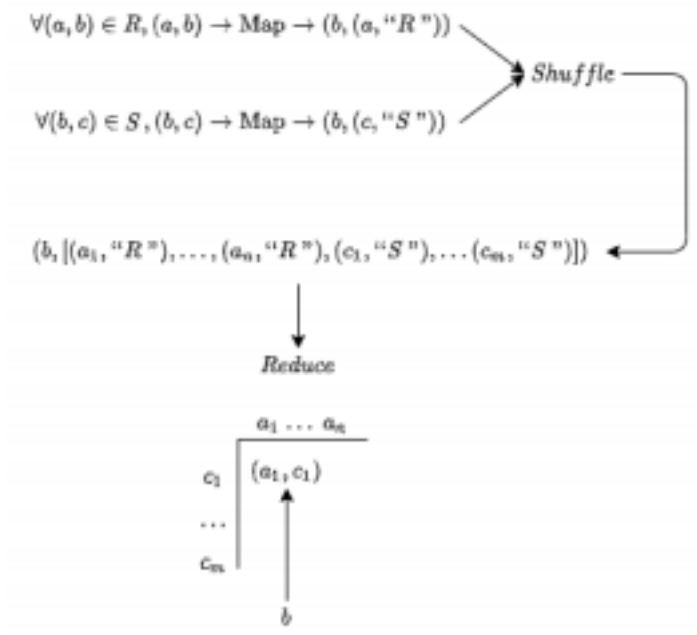 ∀(a, b) ∈ R, (a, b) → Map → (b, (a, “R”))
Shuffle
∀(b, c) ∈ S, (b, c) → Map → (b, (c, “S”))
(b, [(a₁, “R”), ..., (aₙ, “R”), (c₁, “S”), ... (cₘ, “S”)])
Reduce
a₁ ... aₙ
c₁ (a₁, c₁)
...
cₘ
b